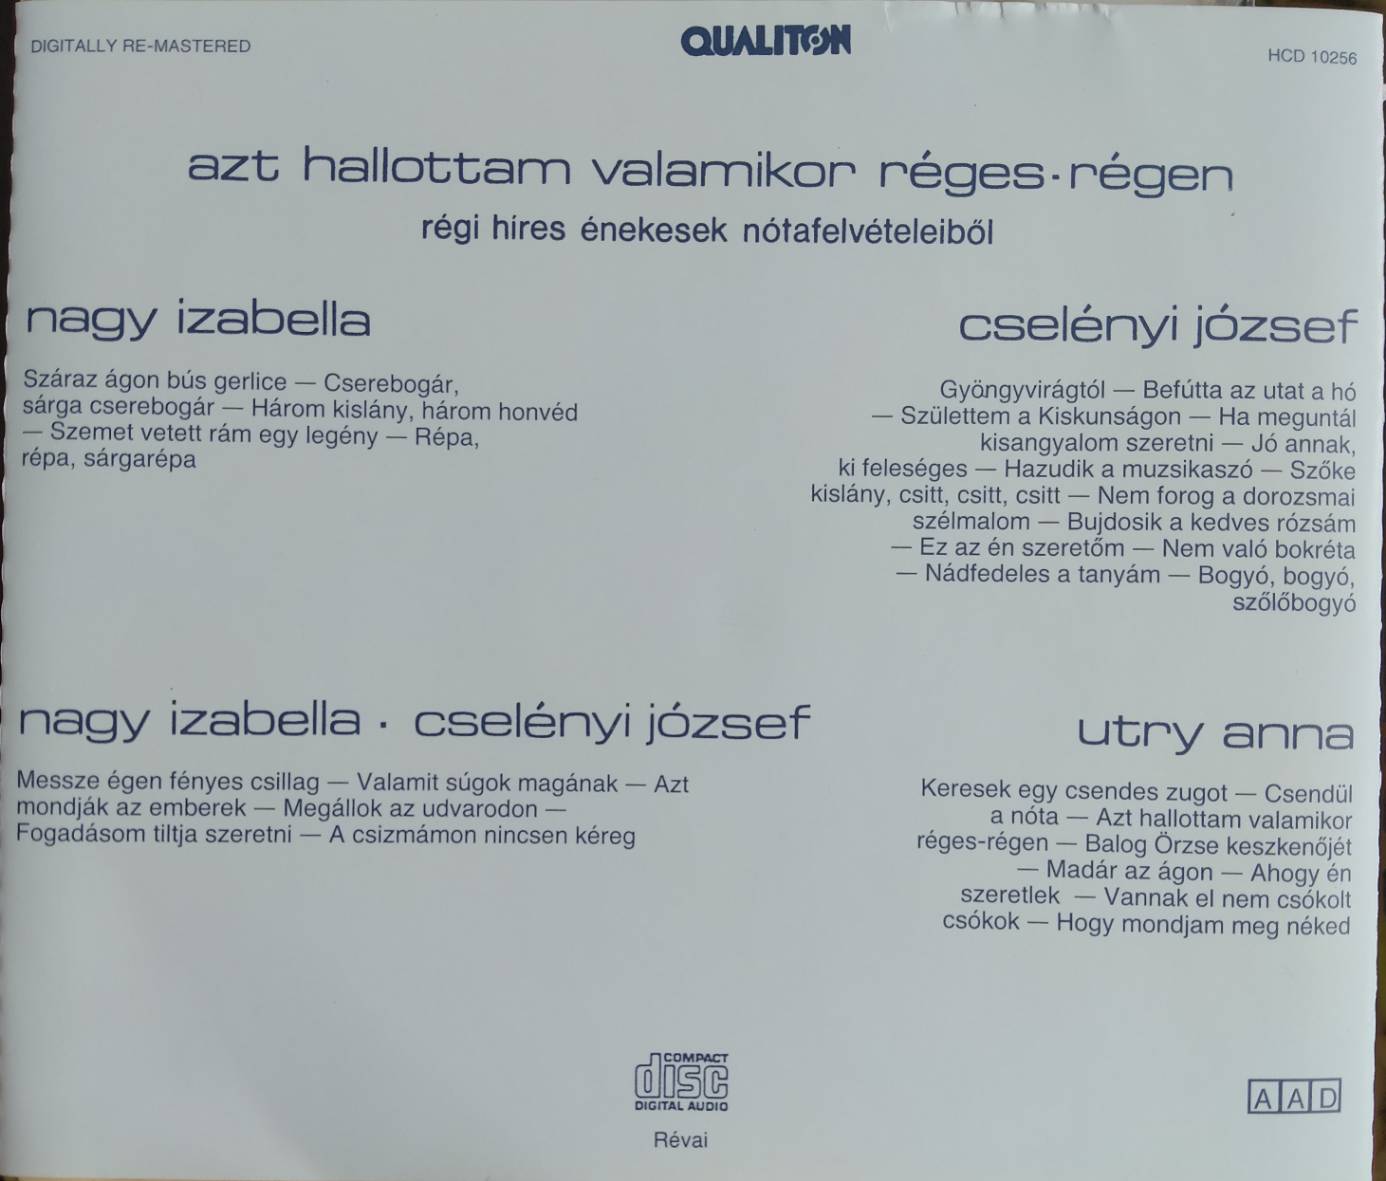 DIGITALLY RE-MASTERED
QUALITON
HCD 10256
azt hallottam valamikor réges-régen
régi híres énekesek nótafelvételeiből
nagy izabella
Száraz ágon bús gerlice — Cserebogár,
sárga cserebogár — Három kislány, három honvéd
— Szemet vetett rám egy legény — Répa,
répa, sárgarépa
cselényi józsef
Gyöngyvirágtól — Befútta az utat a hó
— Születtem a Kiskunságon — Ha meguntál
kisangyalom szeretni — Jó annak,
ki feleséges — Hazudik a muzsikaszó — Szőke
kislány, csitt, csitt, csitt — Nem forog a dorozsmai
szélmalom — Bujdosik a kedves rózsám
— Ez az én szeretőm — Nem való bokréta
— Nádfedeles a tanyám — Bogyó, bogyó,
szőlőbogyó
nagy izabella · cselényi józsef
Messze égen fényes csillag — Valamit súgok magának — Azt
mondják az emberek — Megállok az udvarodon —
Fogadásom tiltja szeretni — A csizmámon nincsen kéreg
utry anna
Keresek egy csendes zugot — Csendül
a nóta — Azt hallottam valamikor
réges-régen — Balog Örzse keszkenőjét
— Madár az ágon — Ahogy én
szeretlek — Vannak el nem csókolt
csókok — Hogy mondjam meg néked
COMPACT
disc
DIGITAL AUDIO
Révai
AAD